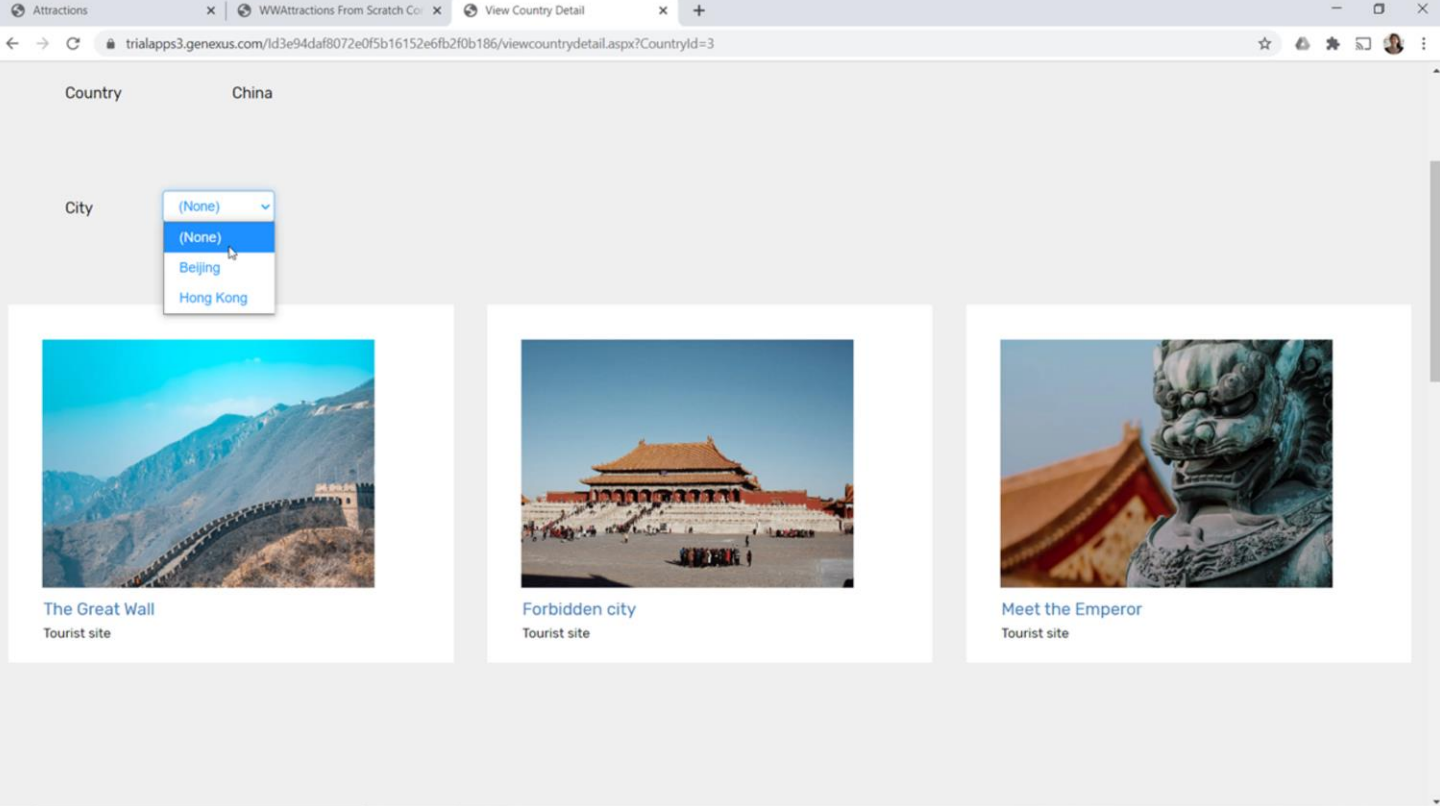 Attractions
WWAttractions From Scratch Co
View Country Detail
trialapps3.genexus.com/Id3e94daf8072e0f5b16152e6fb2f0b186/viewcountrydetail.aspx?CountryId=3
Country China
City (None)
(None)
Beijing
Hong Kong
The Great Wall Forbidden city Meet the Emperor
Tourist site Tourist site Tourist site